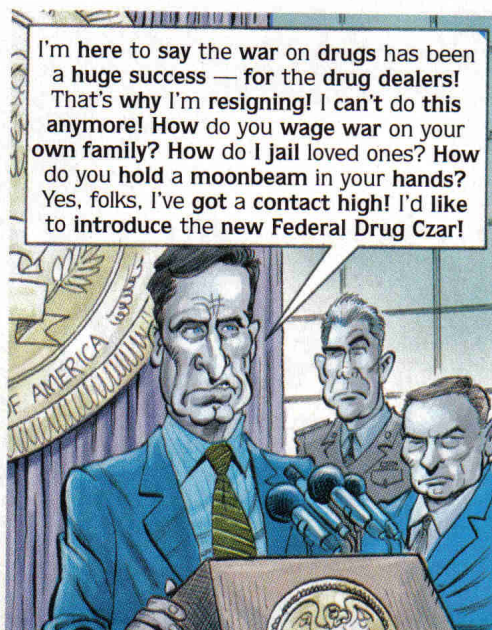 I'm here to say the war on drugs has been
a huge success — for the drug dealers!
That's why I'm resigning! I can't do this
anymore! How do you wage war on your
own family? How do I jail loved ones? How
do you hold a moonbeam in your hands?
Yes, folks, I've got a contact high! I'd like
to introduce the new Federal Drug Czar!
OF AMERICA